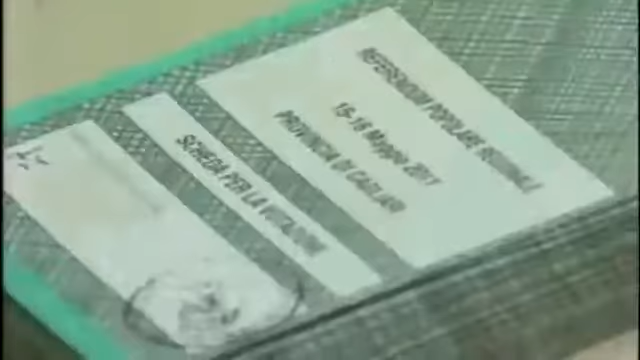 REFERENDUM POPOLARE REGIONALE
15-16 Maggio 2011
PROVINCIA DI CAGLIARI
SCHEDA PER LA VOTAZIONE